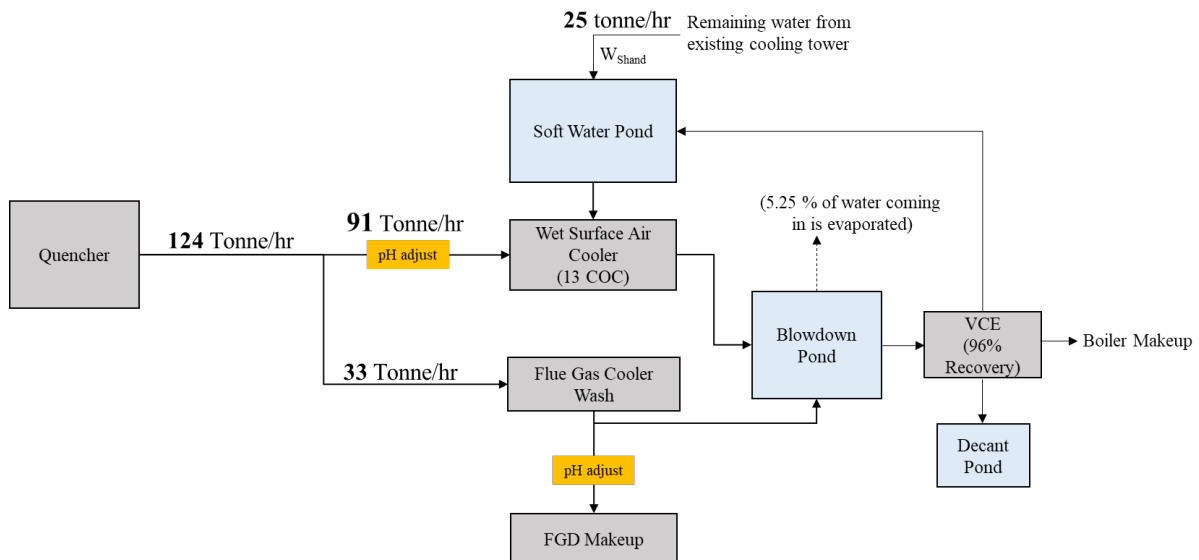 25 tonne/hr
Remaining water from
existing cooling tower
WShand
Soft Water Pond
Quencher
124 Tonne/hr
91 Tonne/hr
pH adjust
Wet Surface Air
Cooler
(13 COC)
(5.25 % of water coming
in is evaporated)
Blowdown
Pond
VCE
(96%
Recovery)
Boiler Makeup
33 Tonne/hr
Flue Gas Cooler
Wash
Decant
Pond
pH adjust
FGD Makeup